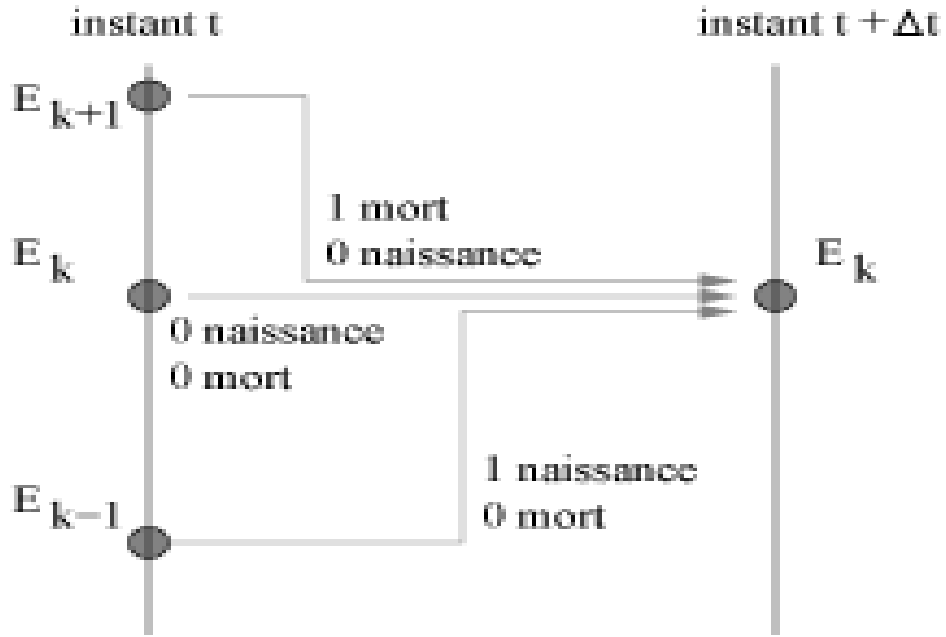 instant t
instant t + Δt
E k+1
1 mort
0 naissance
E k
E k
0 naissance
0 mort
1 naissance
0 mort
E k−1